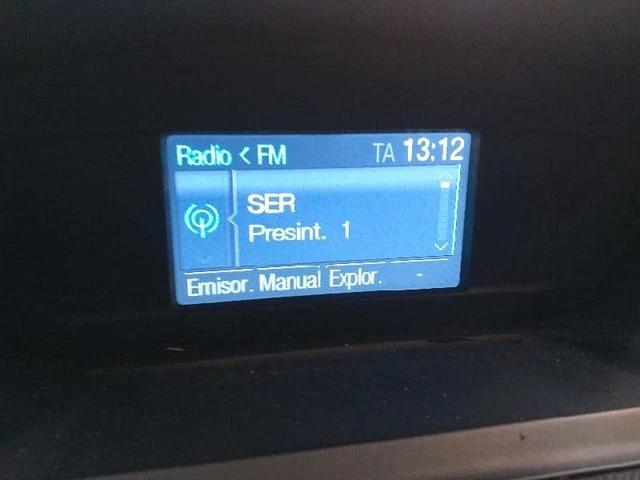 Radio < FM TA 13:12
SER
Presint. 1
Emisor. Manual Explor. -